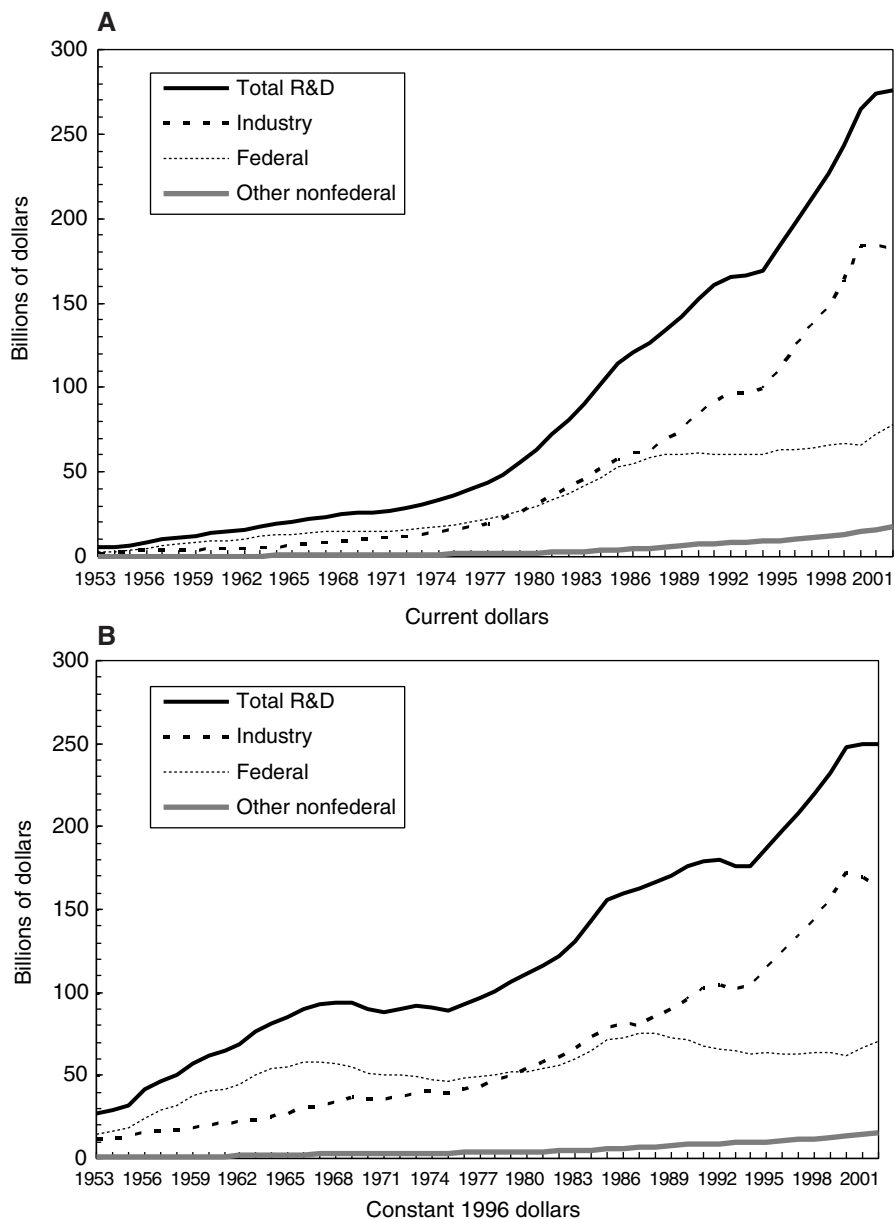 A
300
250
200
150
100
50
0
Billions of dollars
Total R&D
Industry
Federal
Other nonfederal
1953 1956 1959 1962 1965 1968 1971 1974 1977 1980 1983 1986 1989 1992 1995 1998 2001
Current dollars
B
300
250
200
150
100
50
0
Billions of dollars
Total R&D
Industry
Federal
Other nonfederal
1953 1956 1959 1962 1965 1968 1971 1974 1977 1980 1983 1986 1989 1992 1995 1998 2001
Constant 1996 dollars